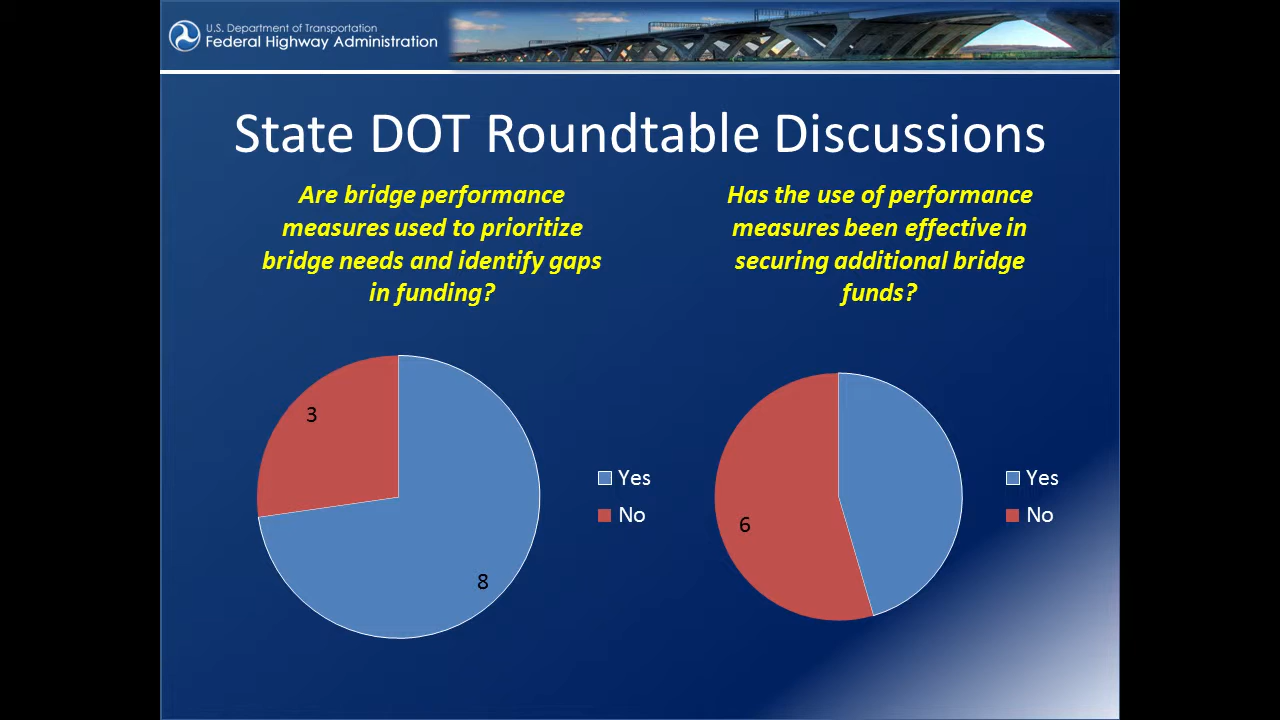 U.S. Department of Transportation
Federal Highway Administration
State DOT Roundtable Discussions
Are bridge performance
measures used to prioritize
bridge needs and identify gaps
in funding?
Has the use of performance
measures been effective in
securing additional bridge
funds?
3
8
Yes
No
6
Yes
No